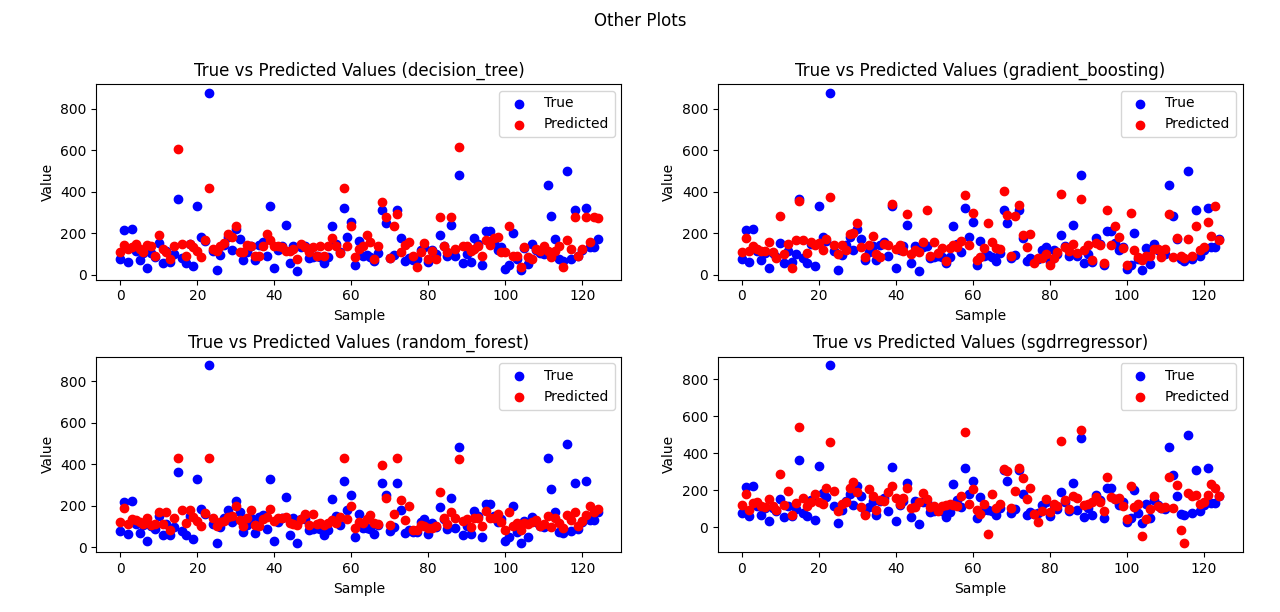 Other Plots
True vs Predicted Values (decision_tree)
True
Predicted
Value
800
600
400
200
0
0 20 40 60 80 100 120
Sample
True vs Predicted Values (gradient_boosting)
True
Predicted
Value
800
600
400
200
0
0 20 40 60 80 100 120
Sample
True vs Predicted Values (random_forest)
True
Predicted
Value
800
600
400
200
0
0 20 40 60 80 100 120
Sample
True vs Predicted Values (sgdrregressor)
True
Predicted
Value
800
600
400
200
0
0 20 40 60 80 100 120
Sample